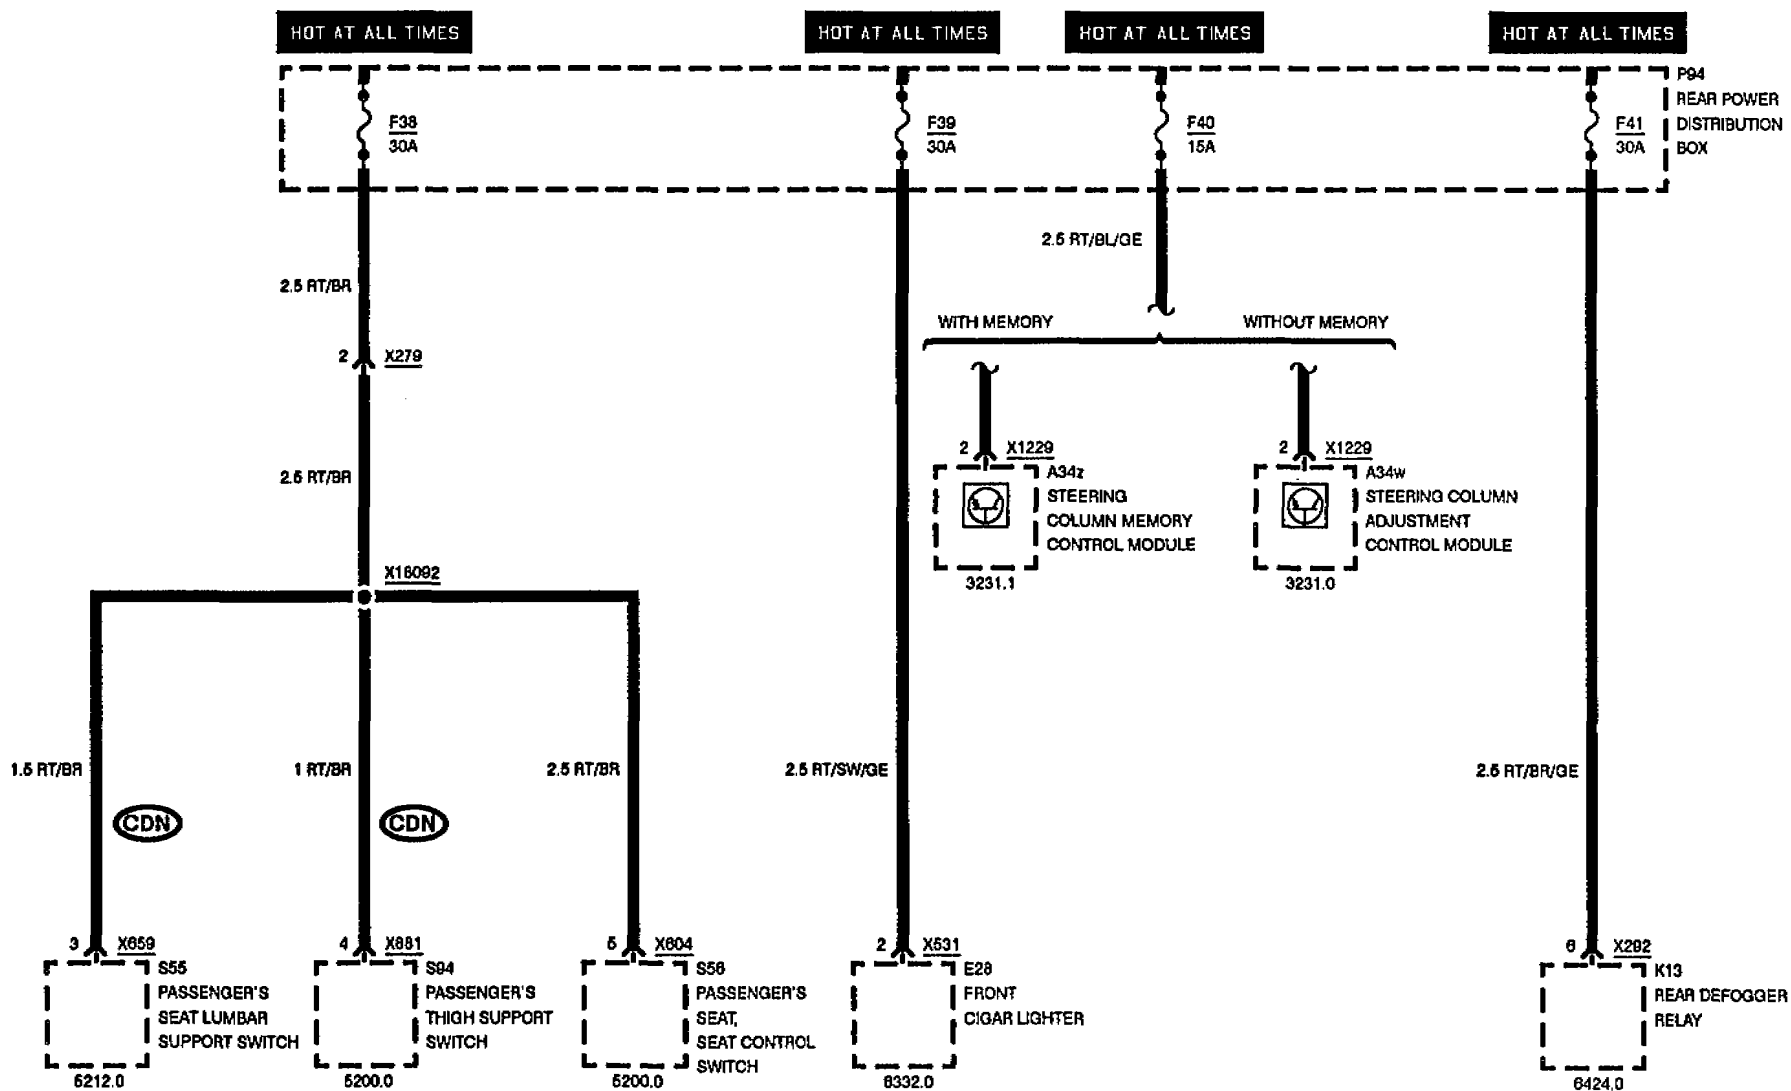 HOT AT ALL TIMES
HOT AT ALL TIMES
HOT AT ALL TIMES
HOT AT ALL TIMES
P94
REAR POWER
DISTRIBUTION
BOX
F38
30A
F39
30A
F40
15A
F41
30A
2.5 RT/BL/GE
2.5 RT/BR
WITH MEMORY
WITHOUT MEMORY
2
X279
2
X1229
A34z
STEERING
COLUMN MEMORY
CONTROL MODULE
3231.1
2
X1229
A34w
STEERING COLUMN
ADJUSTMENT
CONTROL MODULE
3231.0
2.5 RT/BR
X16092
1.5 RT/BR
1 RT/BR
2.5 RT/BR
2.5 RT/SW/GE
2.5 RT/BR/GE
CDN
CDN
3
X659
S55
PASSENGER'S
SEAT LUMBAR
SUPPORT SWITCH
5212.0
4
X881
S94
PASSENGER'S
THIGH SUPPORT
SWITCH
5200.0
5
X604
S56
PASSENGER'S
SEAT,
SEAT CONTROL
SWITCH
5200.0
2
X531
E28
FRONT
CIGAR LIGHTER
6332.0
6
X292
K13
REAR DEFOGGER
RELAY
6424.0